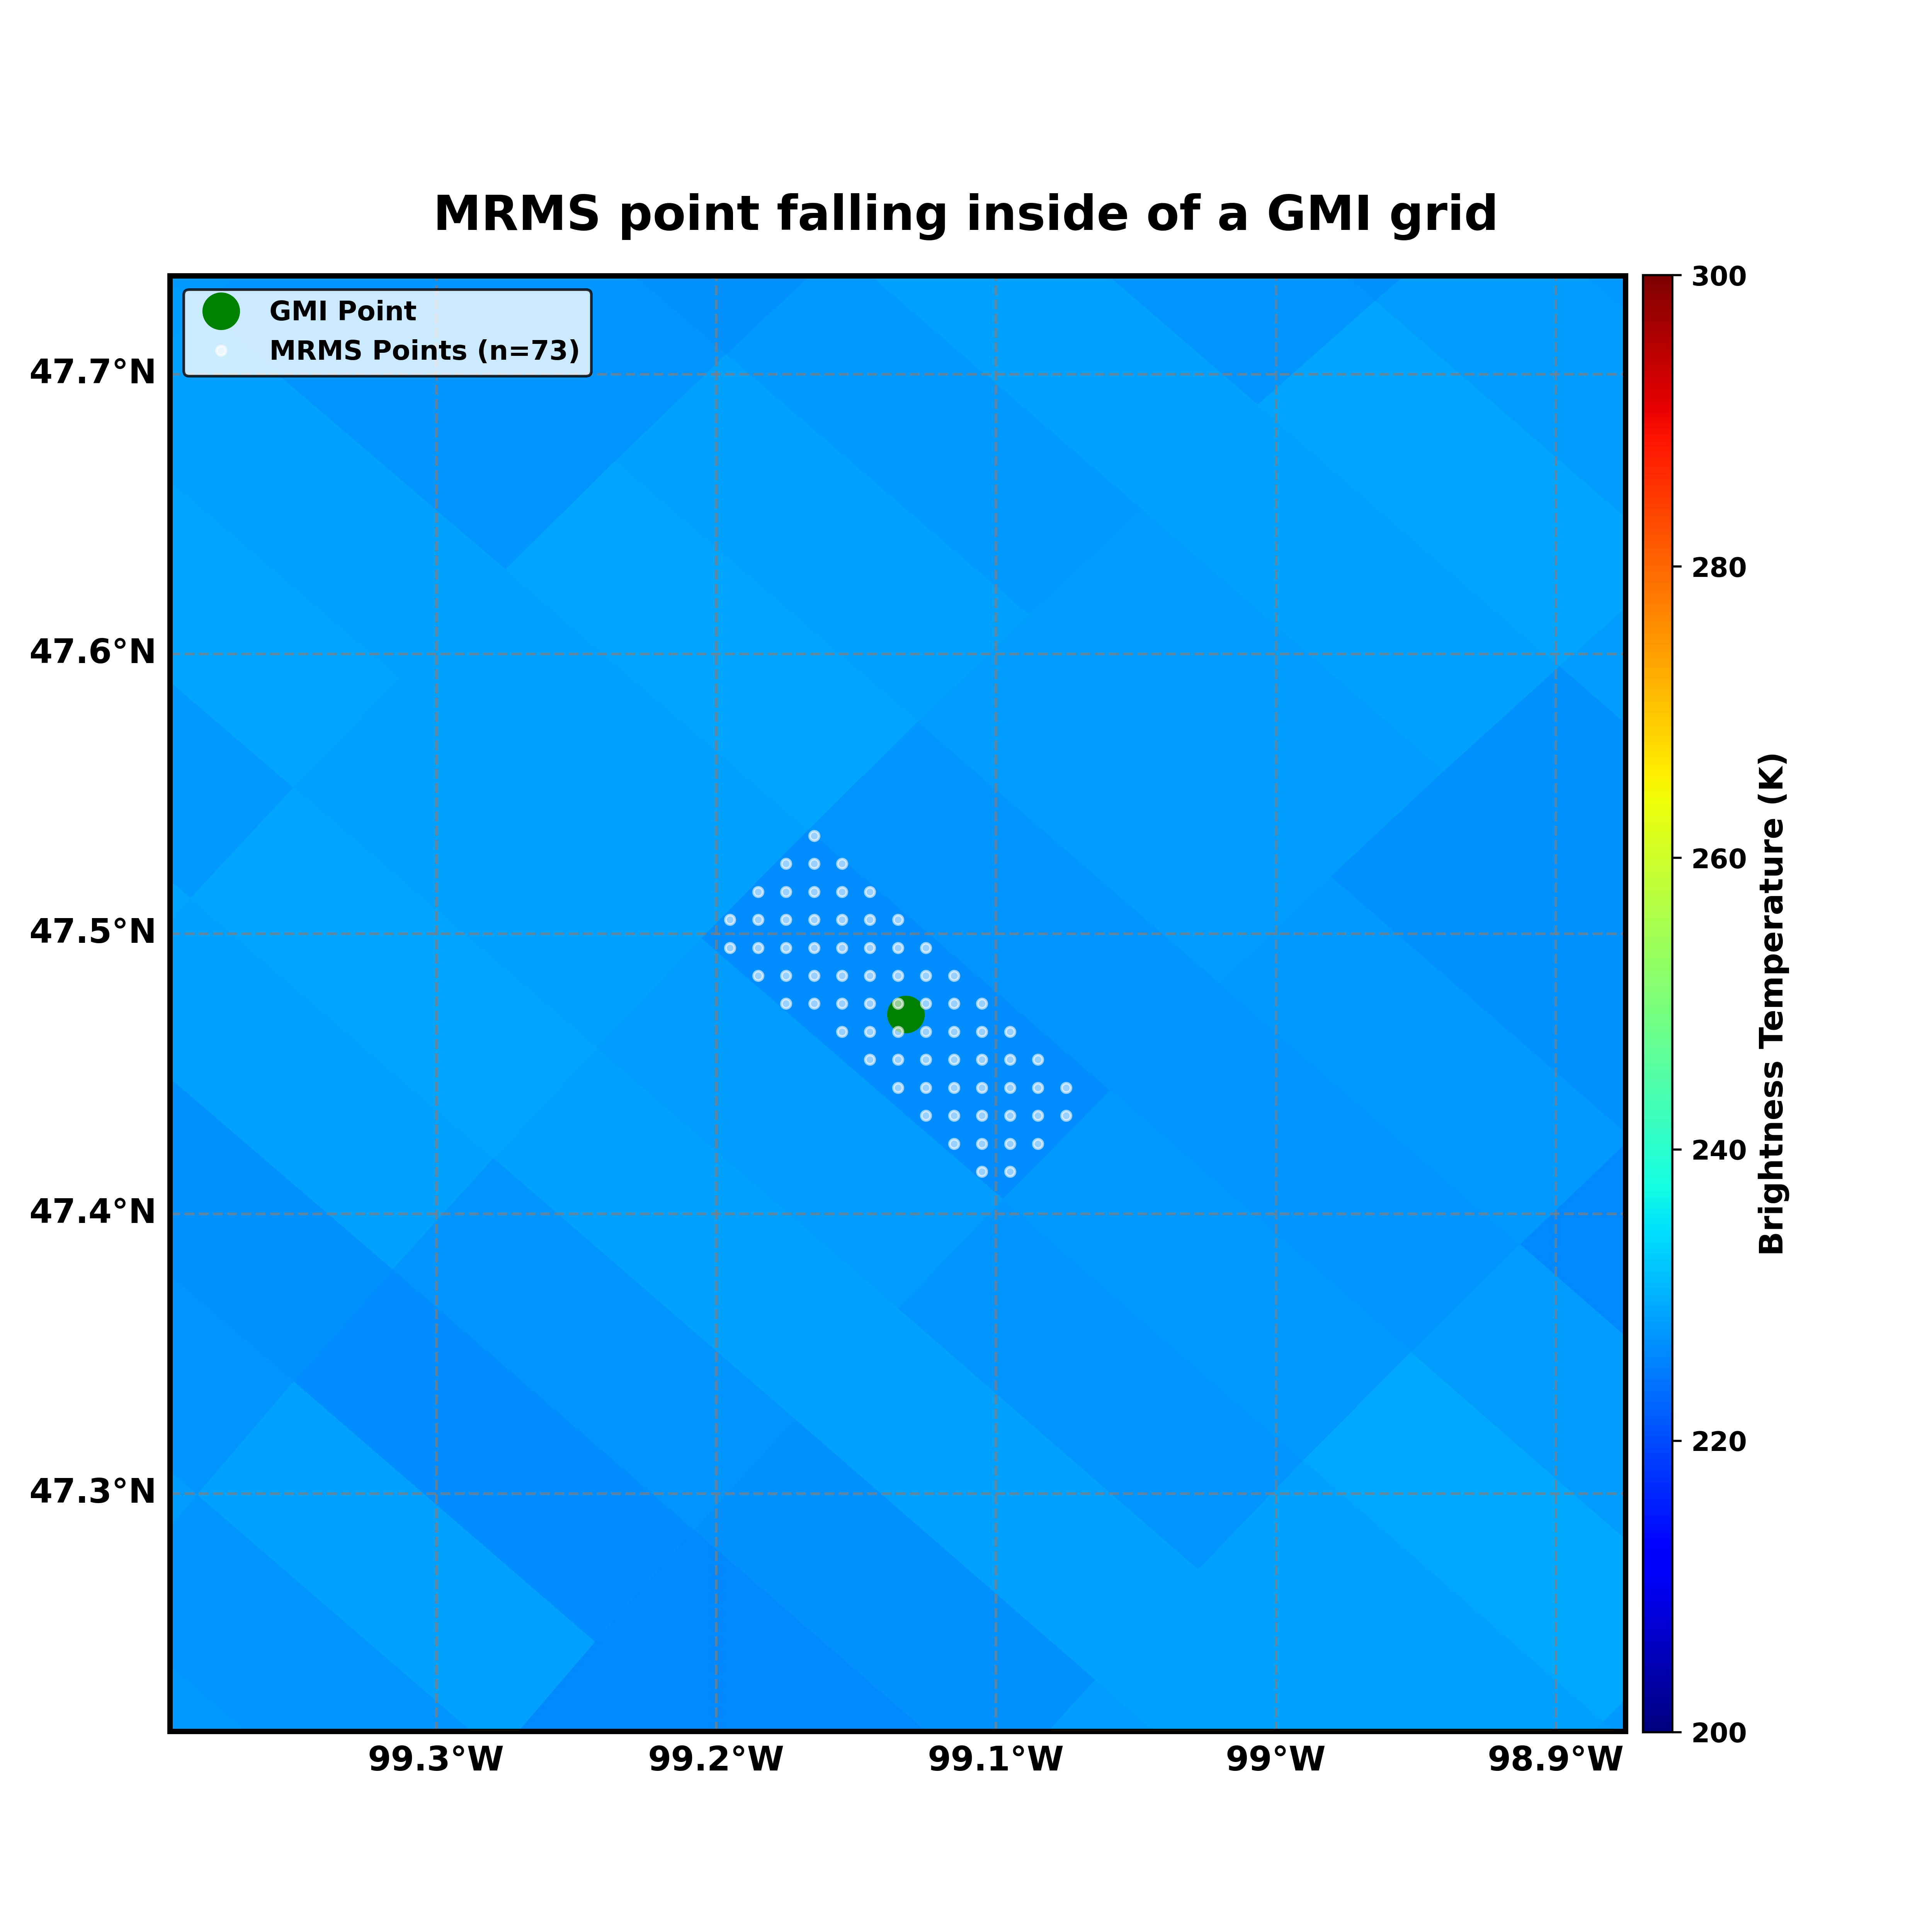 MRMS point falling inside of a GMI grid
GMI Point
MRMS Points (n=73)
47.7°N
47.6°N
47.5°N
47.4°N
47.3°N
99.3°W
99.2°W
99.1°W
99°W
98.9°W
300
280
260
240
220
200
Brightness Temperature (K)